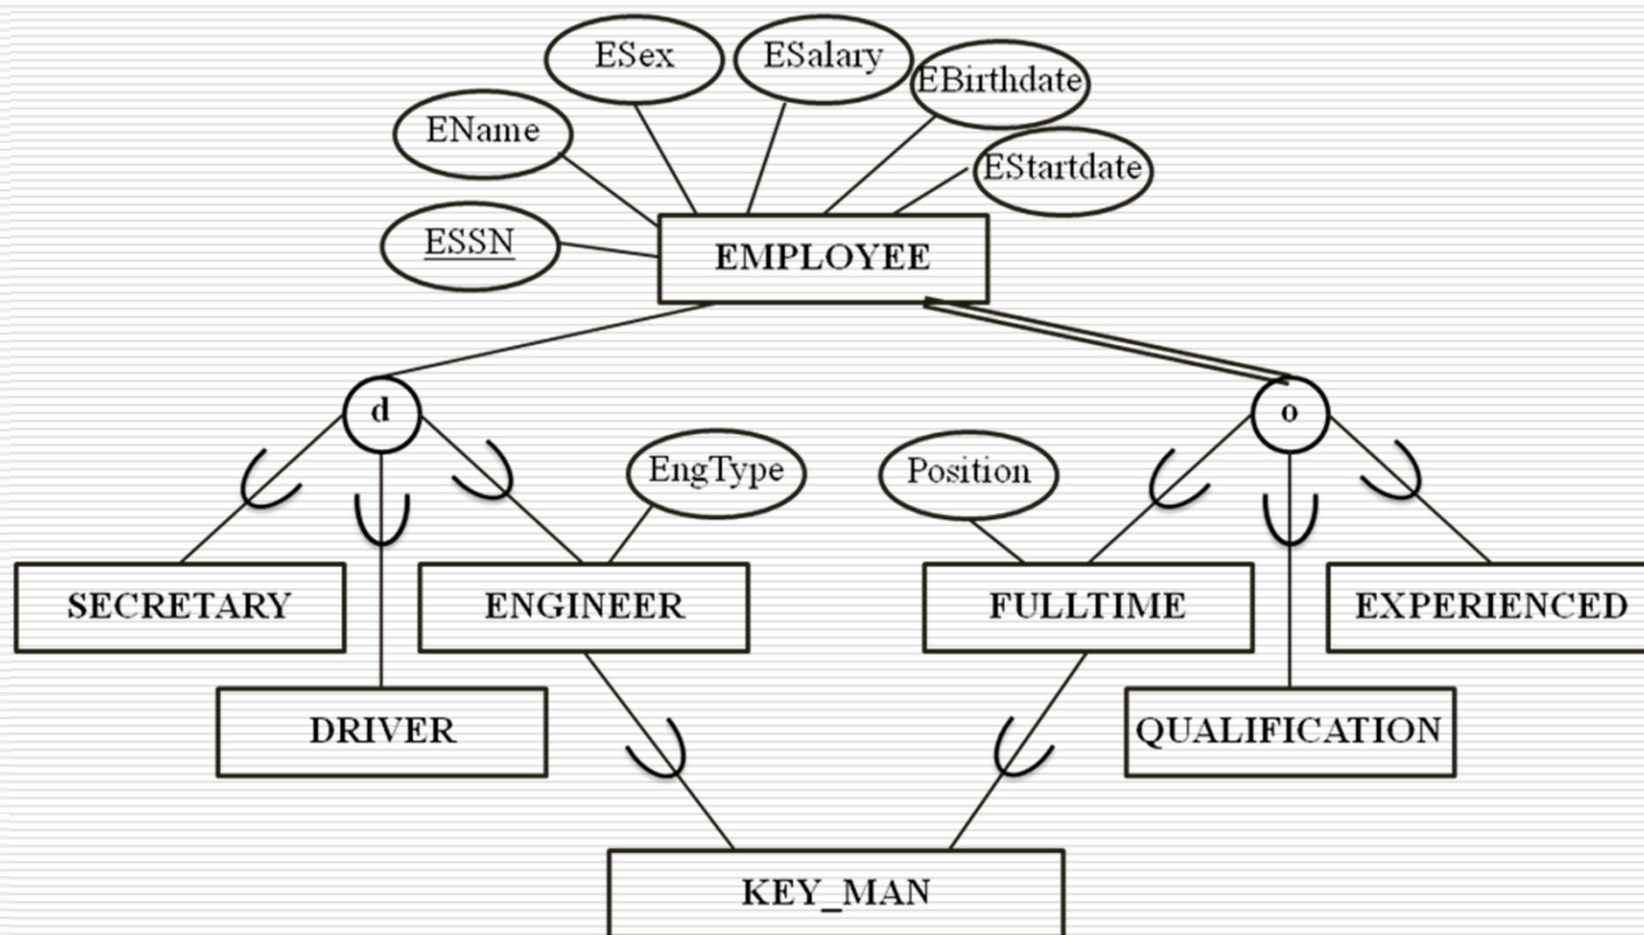 ESex
ESalary
EBirthdate
EName
EStartdate
ESSN
EMPLOYEE
d
o
EngType
Position
SECRETARY
ENGINEER
FULLTIME
EXPERIENCED
DRIVER
QUALIFICATION
KEY_MAN